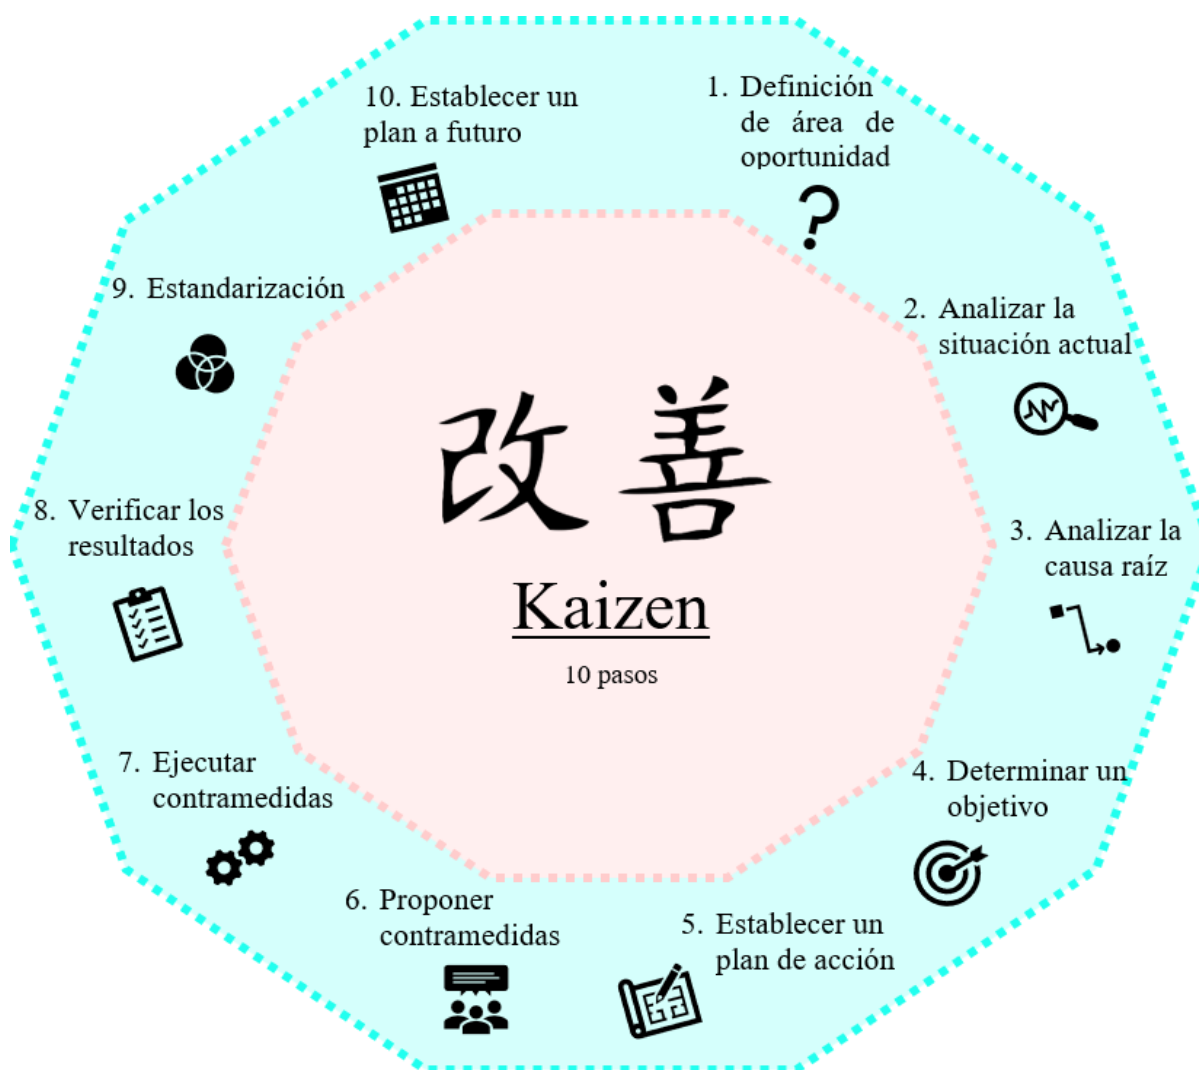 改善
Kaizen
10 pasos
1. Definición
de área de
oportunidad
2. Analizar la
situación actual
3. Analizar la
causa raíz
4. Determinar un
objetivo
5. Establecer un
plan de acción
6. Proponer
contramedidas
7. Ejecutar
contramedidas
8. Verificar los
resultados
9. Estandarización
10. Establecer un
plan a futuro